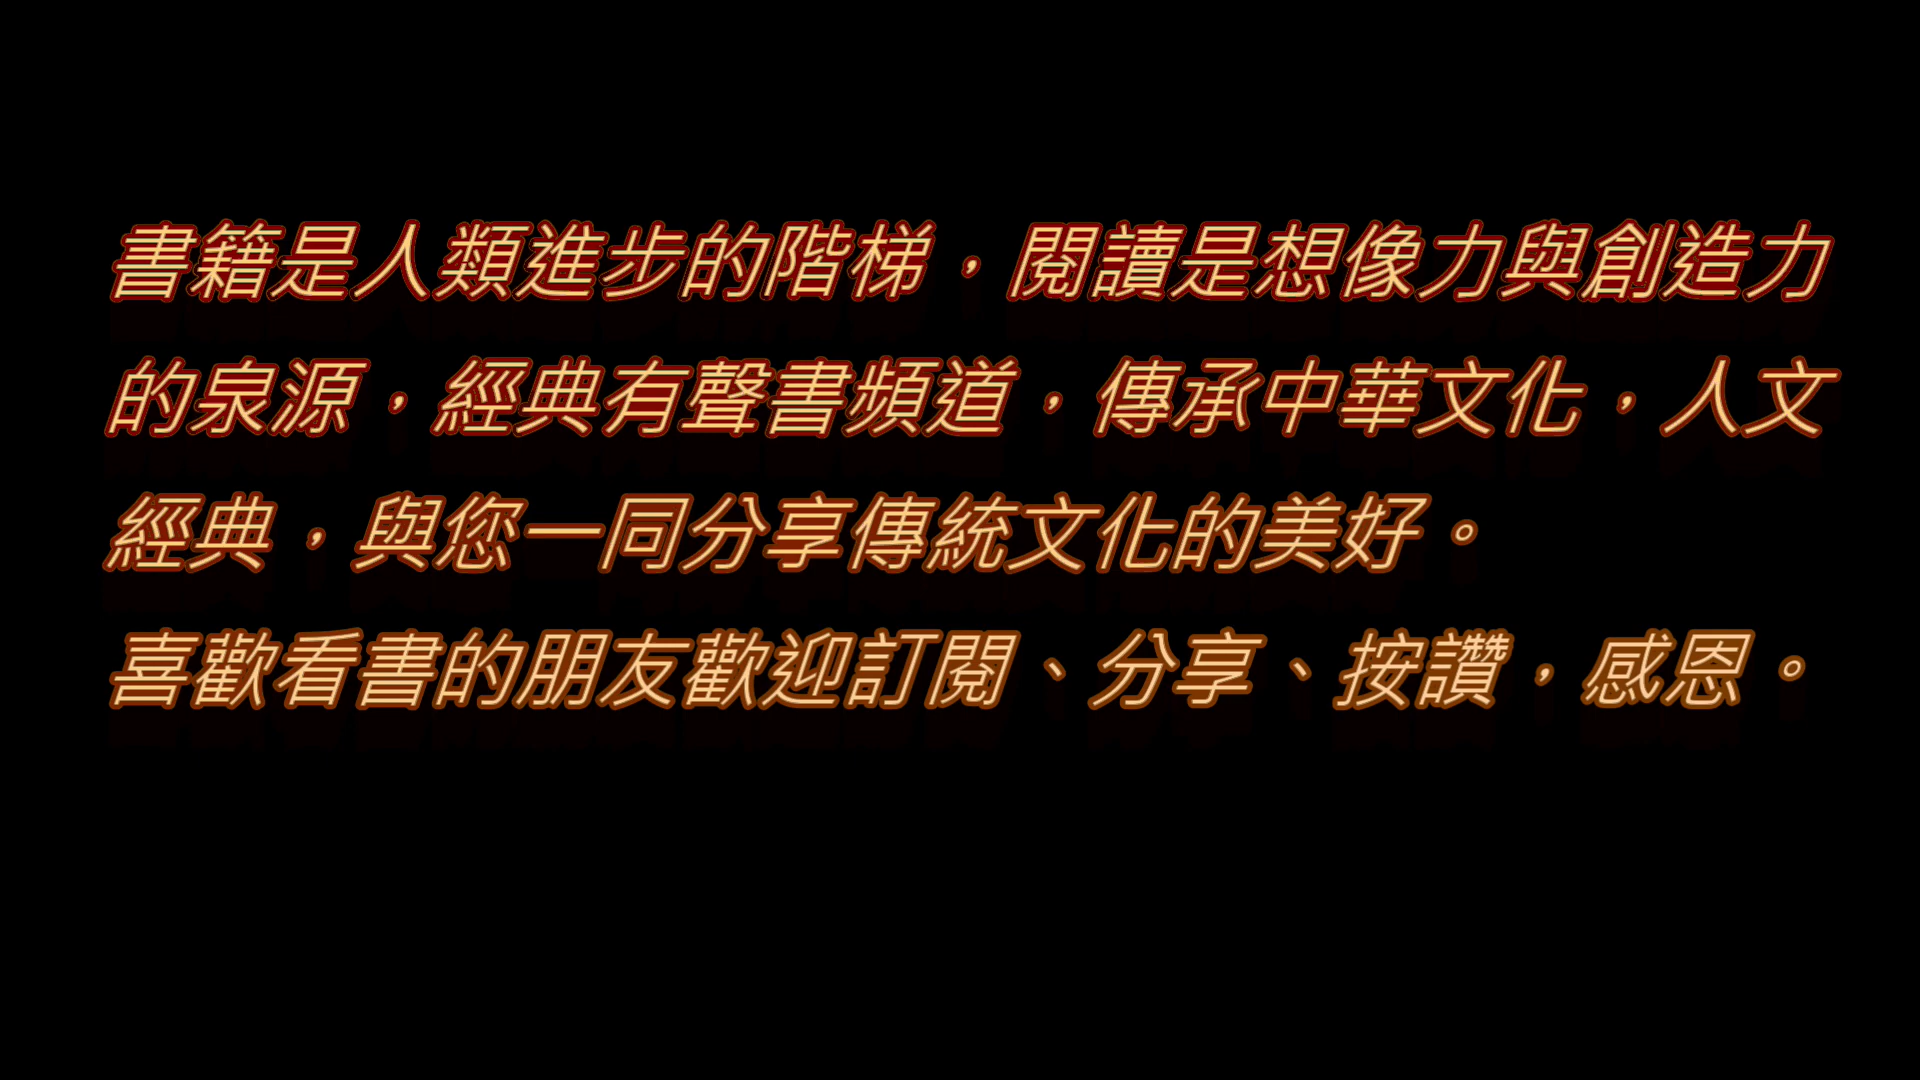 書籍是人類進步的階梯，閱讀是想像力與創造力
的泉源，經典有聲書頻道，傳承中華文化，人文
經典，與您一同分享傳統文化的美好。
喜歡看書的朋友歡迎訂閱、分享、按讚，感恩。